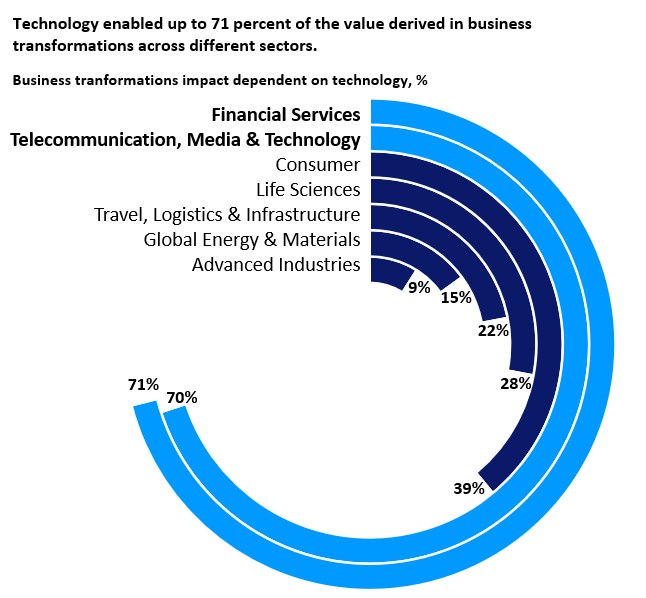 Technology enabled up to 71 percent of the value derived in business
transformations across different sectors.
Business tranformations impact dependent on technology, %
Financial Services
Telecommunication, Media & Technology
Consumer
Life Sciences
Travel, Logistics & Infrastructure
Global Energy & Materials
Advanced Industries
9%
15%
22%
28%
71%
70%
39%